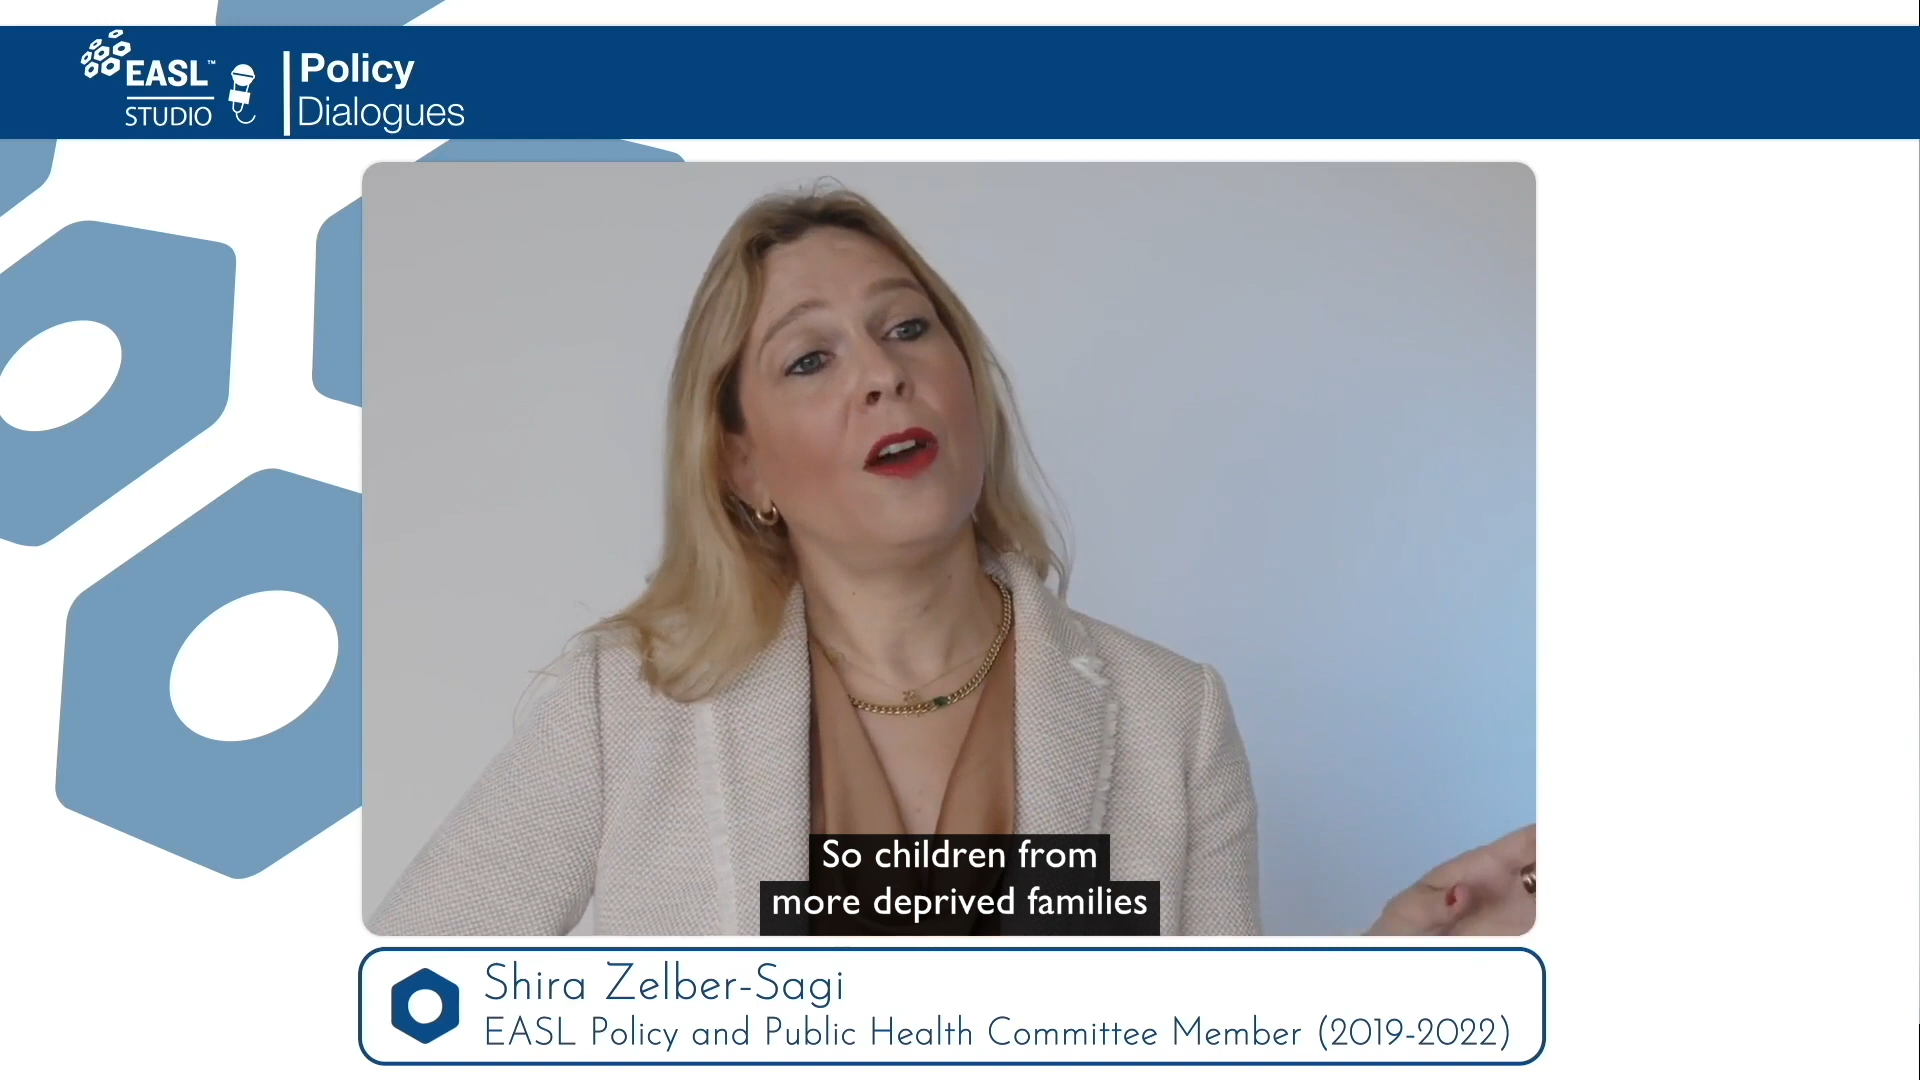 EASL™
STUDIO
Policy
Dialogues
So children from
more deprived families
Shira Zelber-Sagi
EASL Policy and Public Health Committee Member (2019-2022)